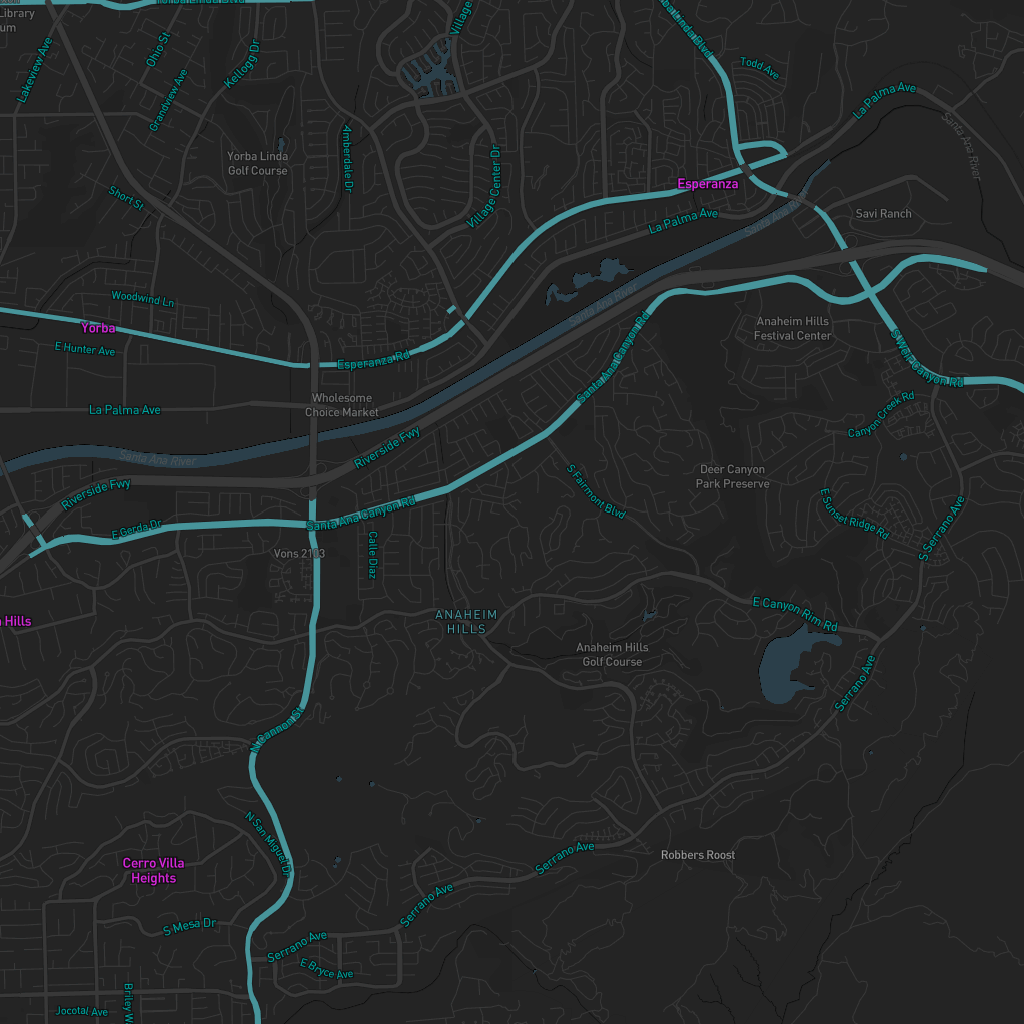 Library
Lakeview Ave
Ohio St
Grandview Ave
Kellogg Dr
Village
Linda Blvd
Todd Ave
La Palma Ave
Santa Ana River
Yorba Linda
Golf Course
Amberdale Dr
Village Center Dr
Short St
Esperanza
La Palma Ave
Santa Ana River
Savi Ranch
Woodwind Ln
Yorba
E Hunter Ave
Esperanza Rd
Santa Ana River
Santa Ana Canyon Rd
Anaheim Hills
Festival Center
S Weir Canyon Rd
Canyon Creek Rd
Wholesome
Choice Market
La Palma Ave
Santa Ana River
Riverside Fwy
Riverside Fwy
Deer Canyon
Park Preserve
S Fairmont Blvd
E Sunset Ridge Rd
S Serrano Ave
Santa Ana Canyon Rd
E Gerda Dr
Vons 2103
Calle Diaz
Hills
ANAHEIM
HILLS
E Canyon Rim Rd
Anaheim Hills
Golf Course
Serrano Ave
N Cannon St
N San Miguel Dr
Cerro Villa
Heights
Robbers Roost
Serrano Ave
Serrano Ave
S Mesa Dr
Serrano Ave
E Bryce Ave
Jocotal Ave
Briley W